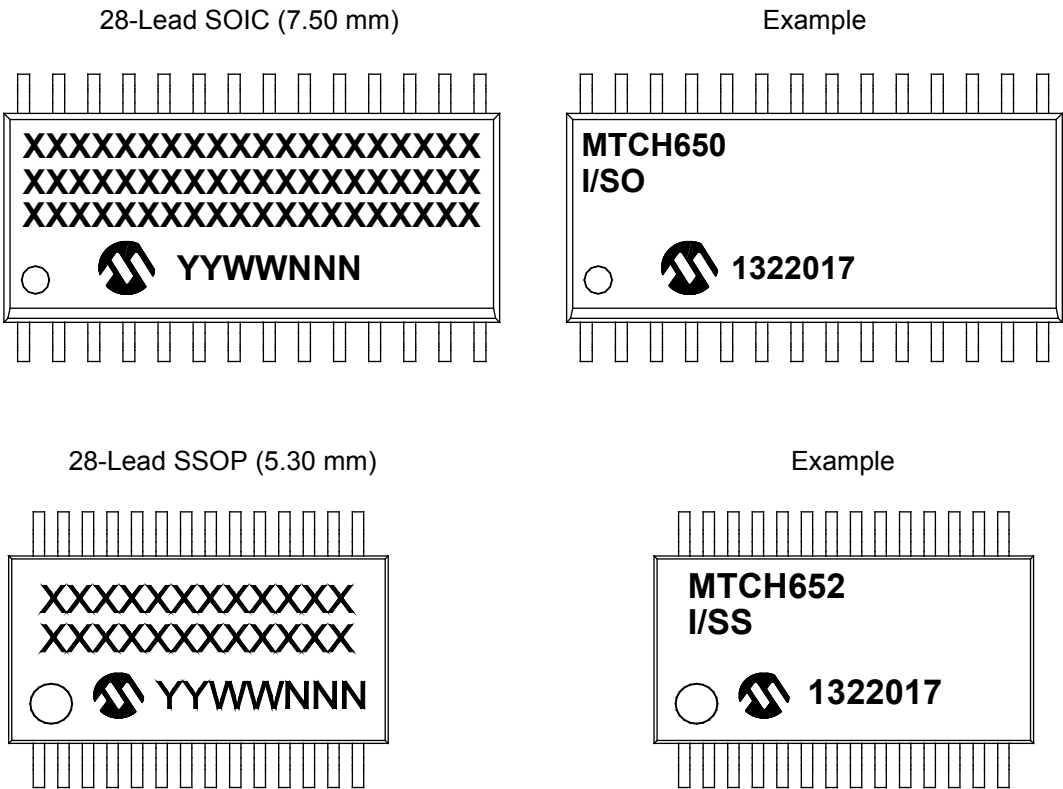 28-Lead SOIC (7.50 mm)
Example
XXXXXXXXXXXXXXXXXXXX
XXXXXXXXXXXXXXXXXXXX
XXXXXXXXXXXXXXXXXXXX
YYWWNNN
MTCH650
I/SO
1322017
28-Lead SSOP (5.30 mm)
Example
XXXXXXXXXXXX
XXXXXXXXXXXX
YYWWNNN
MTCH652
I/SS
1322017